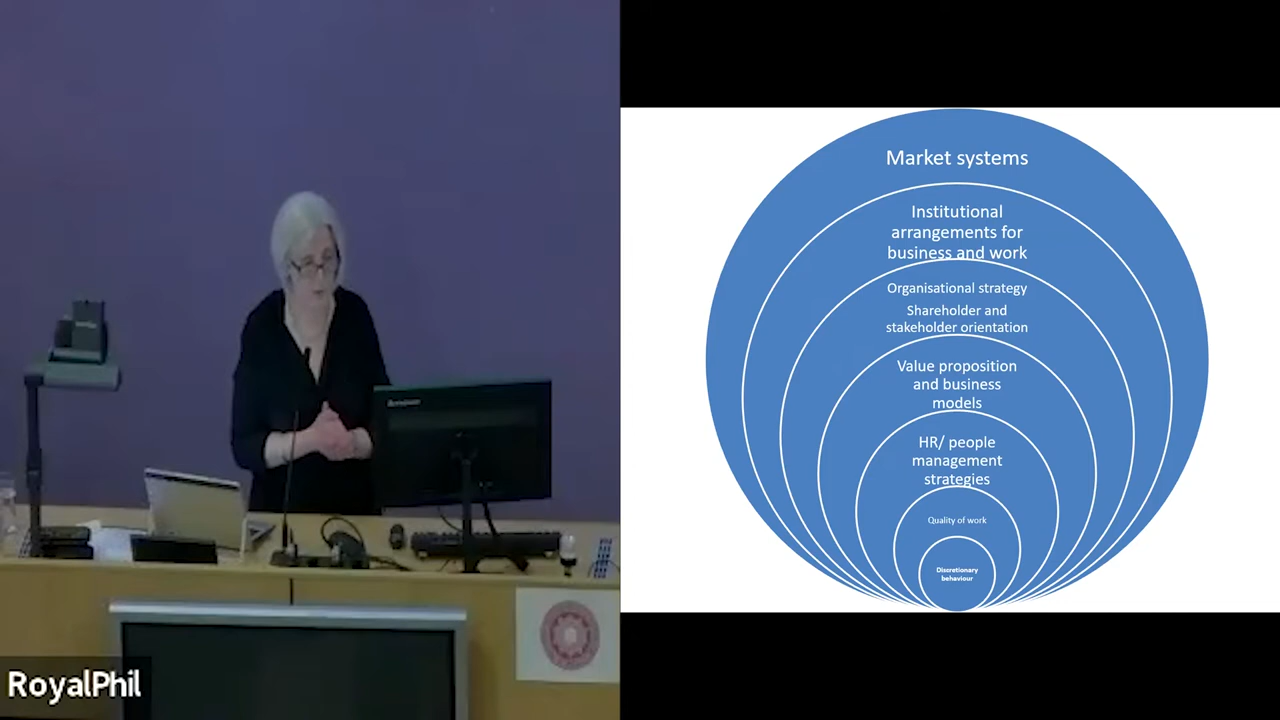 RoyalPhil
Market systems
Institutional
arrangements for
business and work
Organisational strategy
Shareholder and
stakeholder orientation
Value proposition
and business
models
HR/ people
management
strategies
Quality of work
Discretionary
behaviour